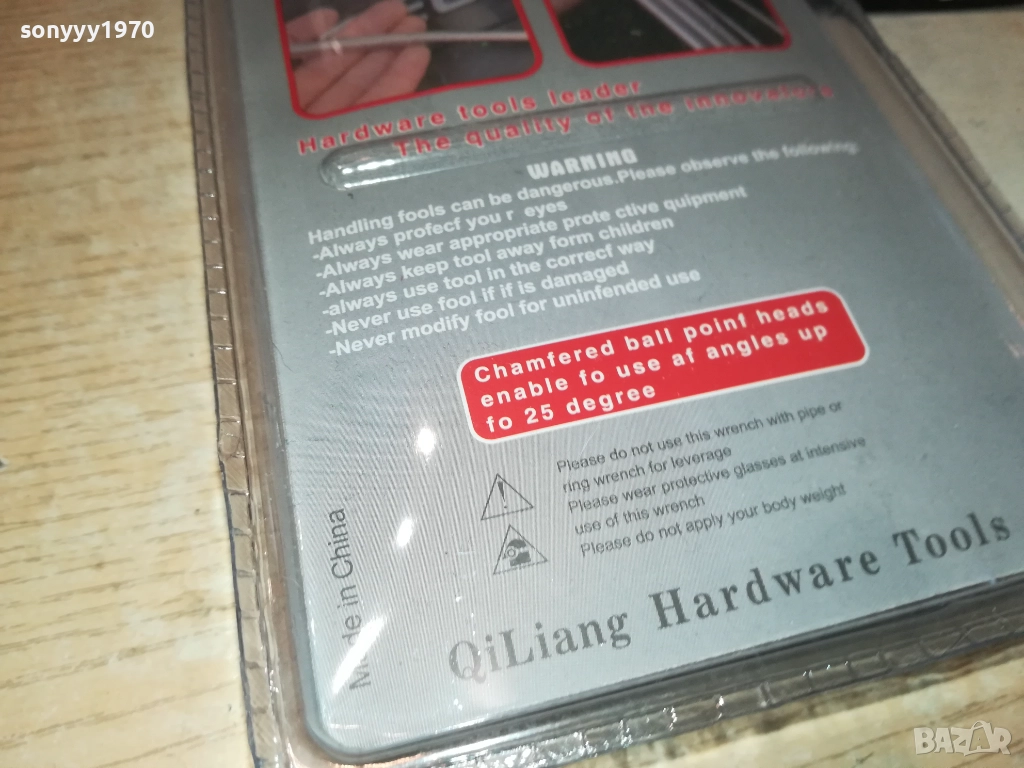 sonyyy1970
Hardware tools leader
The quality of the innovators
WARNING
Handling fools can be dangerous.Please observe the following:
-Always profecf you r eyes
-Always wear appropriate prote ctive quipment
-Always keep tool away form children
-always use tool in the correcf way
-Never use fool if if is damaged
-Never modify fool for uninfended use
Chamfered ball poinf heads
enable fo use af angles up
fo 25 degree
Please do not use this wrench with pipe or
ring wrench for leverage
Please wear protective glasses at intensive
use of this wrench
Please do not apply your body weight
Made in China
QiLiang Hardware Tools
BAZAR